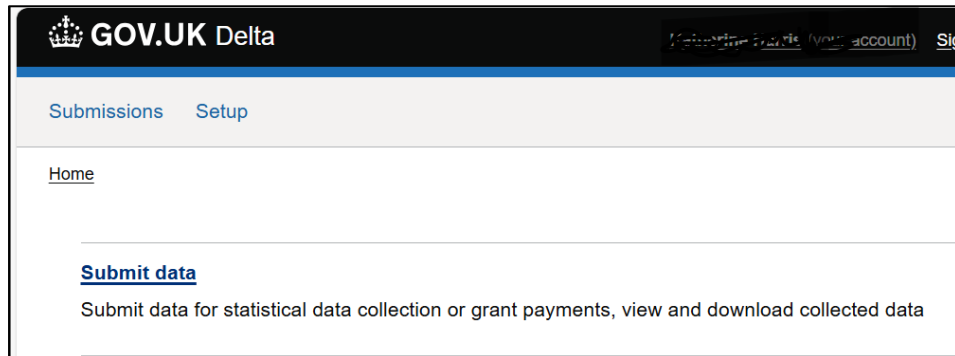 GOV.UK Delta
(your account) Si
Submissions Setup
Home
Submit data
Submit data for statistical data collection or grant payments, view and download collected data